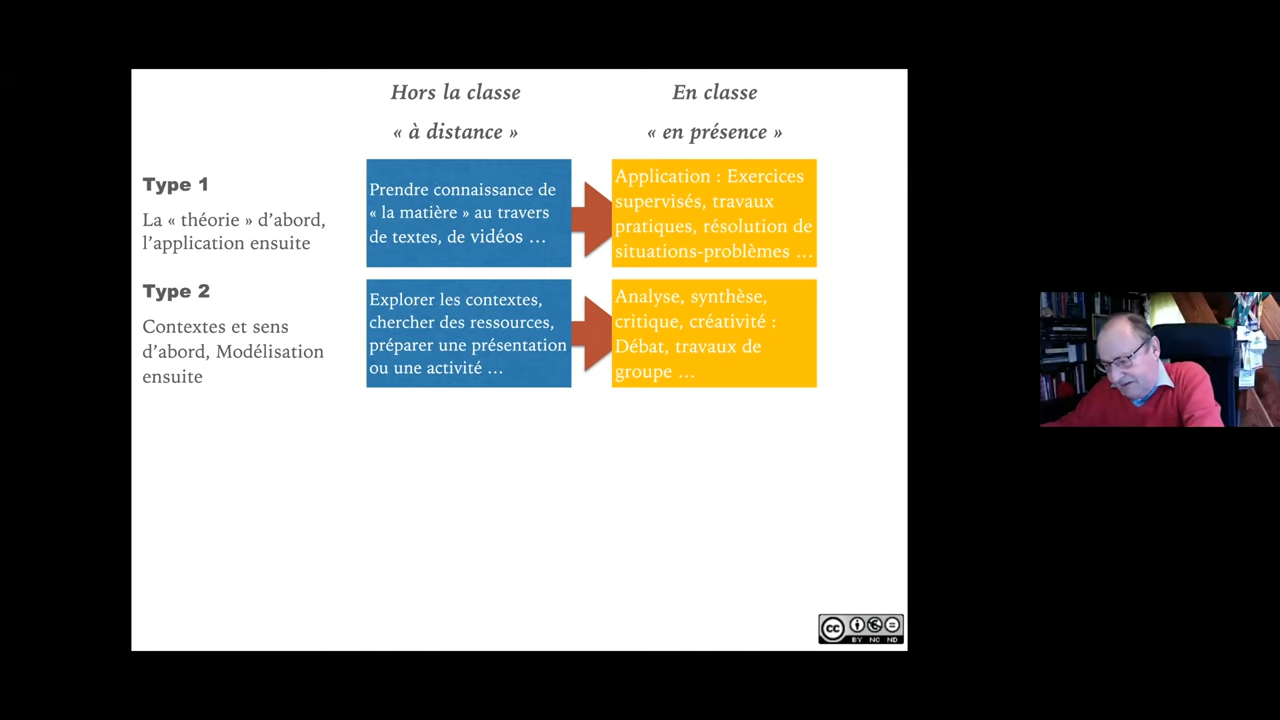 Hors la classe
« à distance »
En classe
« en présence »
Type 1
La « théorie » d’abord,
l’application ensuite
Prendre connaissance de
« la matière » au travers
de textes, de vidéos …
Application : Exercices
supervisés, travaux
pratiques, résolution de
situations-problèmes …
Type 2
Contextes et sens
d’abord, Modélisation
ensuite
Explorer les contextes,
chercher des ressources,
préparer une présentation
ou une activité …
Analyse, synthèse,
critique, créativité :
Débat, travaux de
groupe …
cc
BY NC ND